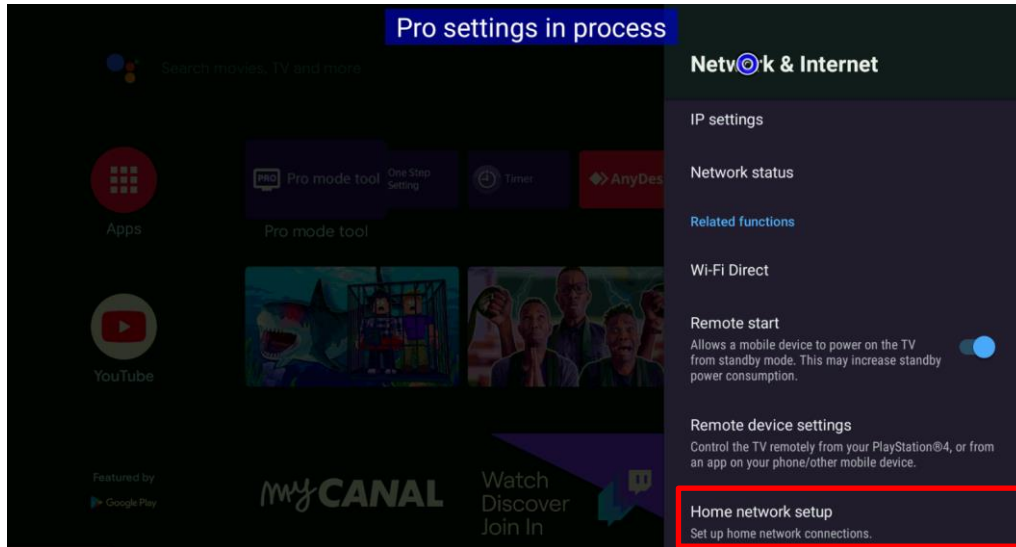 Pro settings in process
Search movies, TV and more
Apps
PRO Pro mode tool
One Step
Setting
Timer
AnyDes
Pro mode tool
YouTube
Featured by
Google Play
myCANAL
Watch
Discover
Join In
Network & Internet
IP settings
Network status
Related functions
Wi-Fi Direct
Remote start
Allows a mobile device to power on the TV
from standby mode. This may increase standby
power consumption.
Remote device settings
Control the TV remotely from your PlayStation®4, or from
an app on your phone/other mobile device.
Home network setup
Set up home network connections.